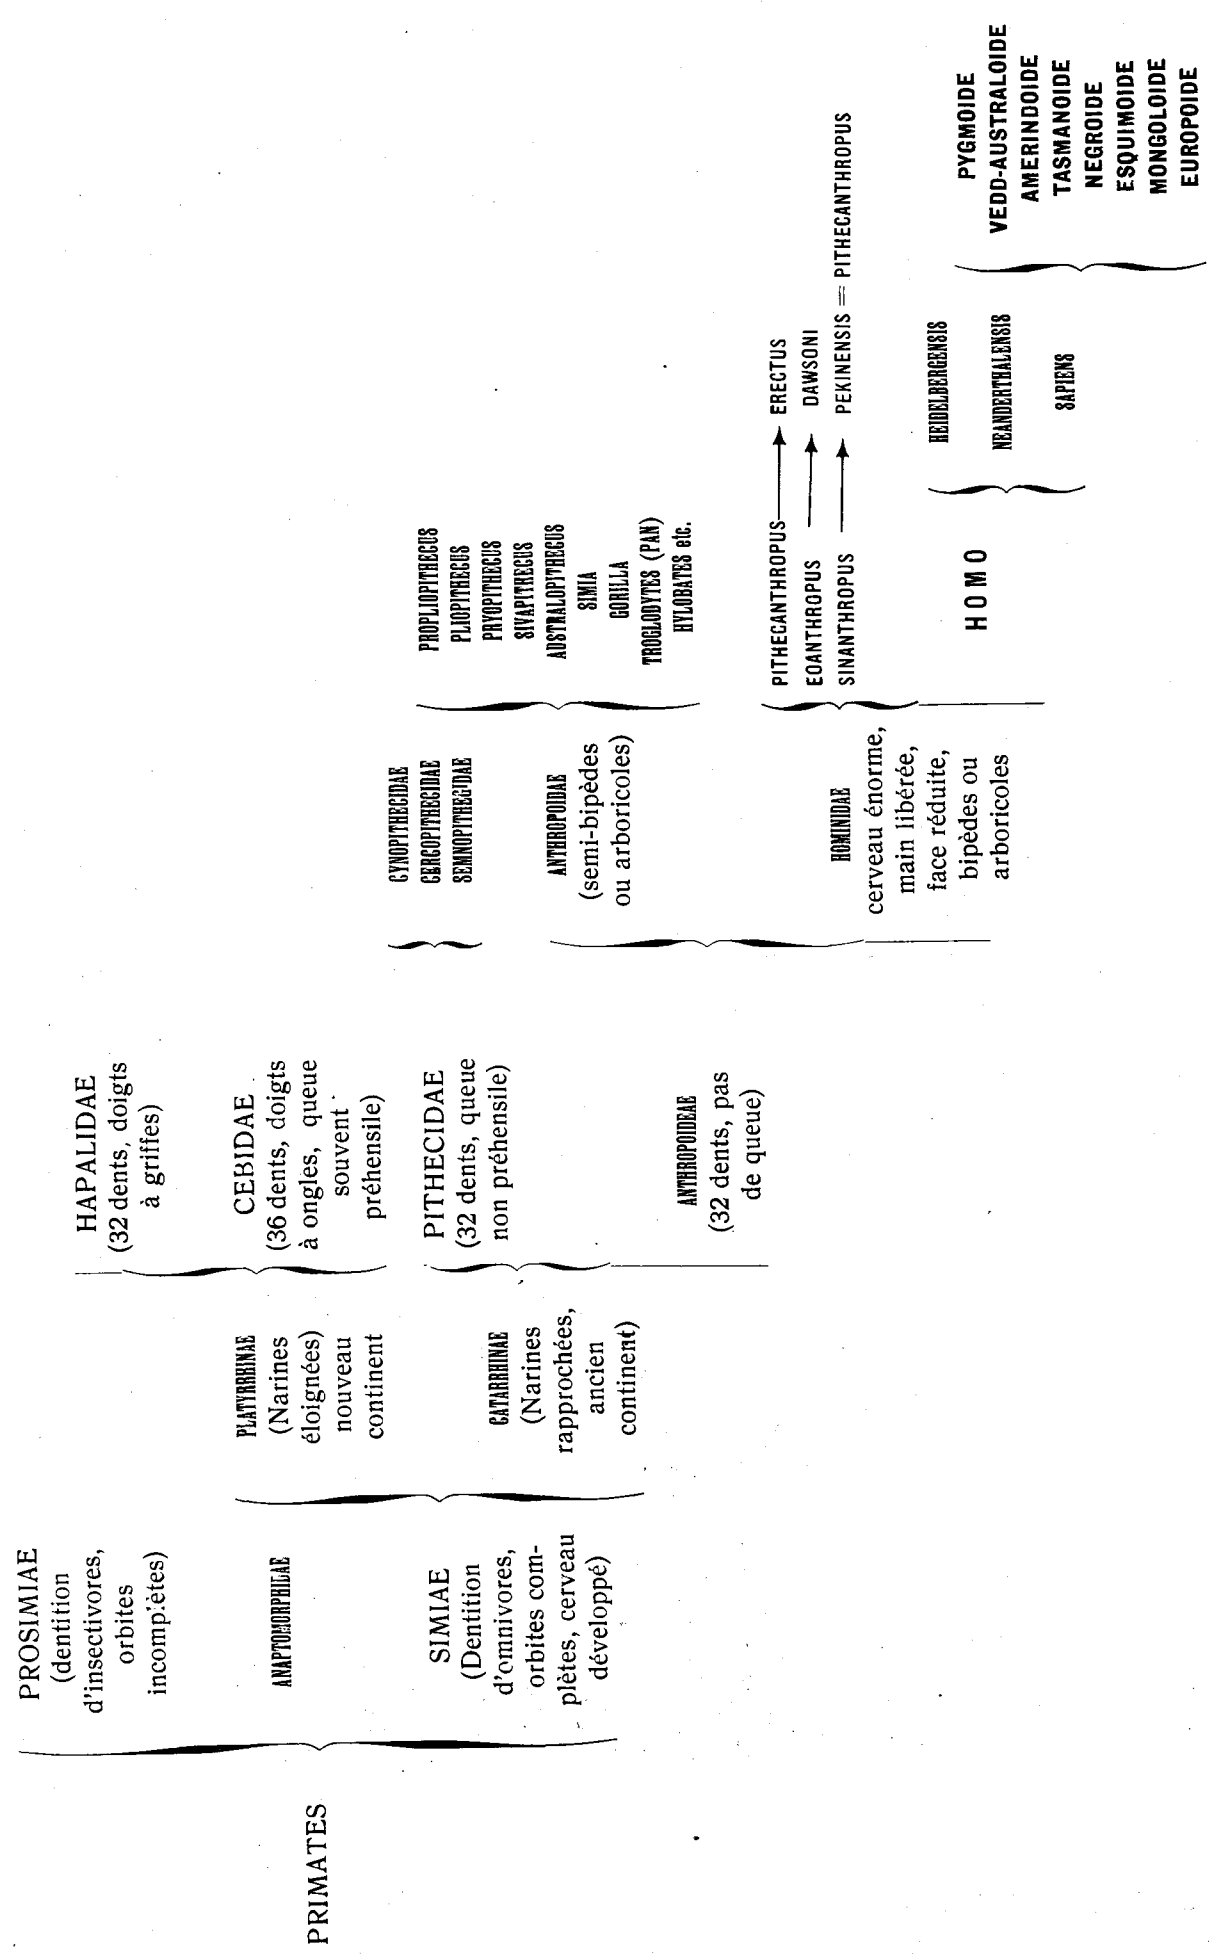 PRIMATES
PROSIMIAE
(dentition
d'insectivores,
orbites
incomplètes)
ANAPTOMORPHILAE
SIMIAE
(Dentition
d'omnivores,
orbites com-
plètes, cerveau
développé)
PLATYRRHINAE
(Narines
éloignées)
nouveau
continent
CATARRHINAE
(Narines
rapprochées,
ancien
continent)
HAPALIDAE
(32 dents, doigts
à griffes)
CEBIDAE
(36 dents, doigts
à ongles, queue
souvent
préhensile)
PITHECIDAE
(32 dents, queue
non préhensile)
ANTHROPOIDEAE
(32 dents, pas
de queue)
CYNOPITHECIDAE
CERCOPITHECIDAE
SEMNOPITHECIDAE
ANTHROPOIDAE
(semi-bipèdes
ou arboricoles)
HOMINIDAE
cerveau énorme,
main libérée,
face réduite,
bipèdes ou
arboricoles
PROPLIOPITHECUS
PLIOPITHECUS
PRYOPITHECUS
SIVAPITHECUS
AUSTRALOPITHECUS
SIMIA
GORILLA
TROGLODYTES (PAN)
HYLOBATES etc.
PITHECANTHROPUS → ERECTUS
EOANTHROPUS → DAWSONI
SINANTHROPUS → PEKINENSIS = PITHECANTHROPUS
HOMO
HEIDELBERGENSIS
NEANDERTHALENSIS
SAPIENS
PYGMOIDE
VEDD-AUSTRALOIDE
AMERINDOIDE
TASMANOIDE
NEGROIDE
ESQUIMOIDE
MONGOLOIDE
EUROPOIDE